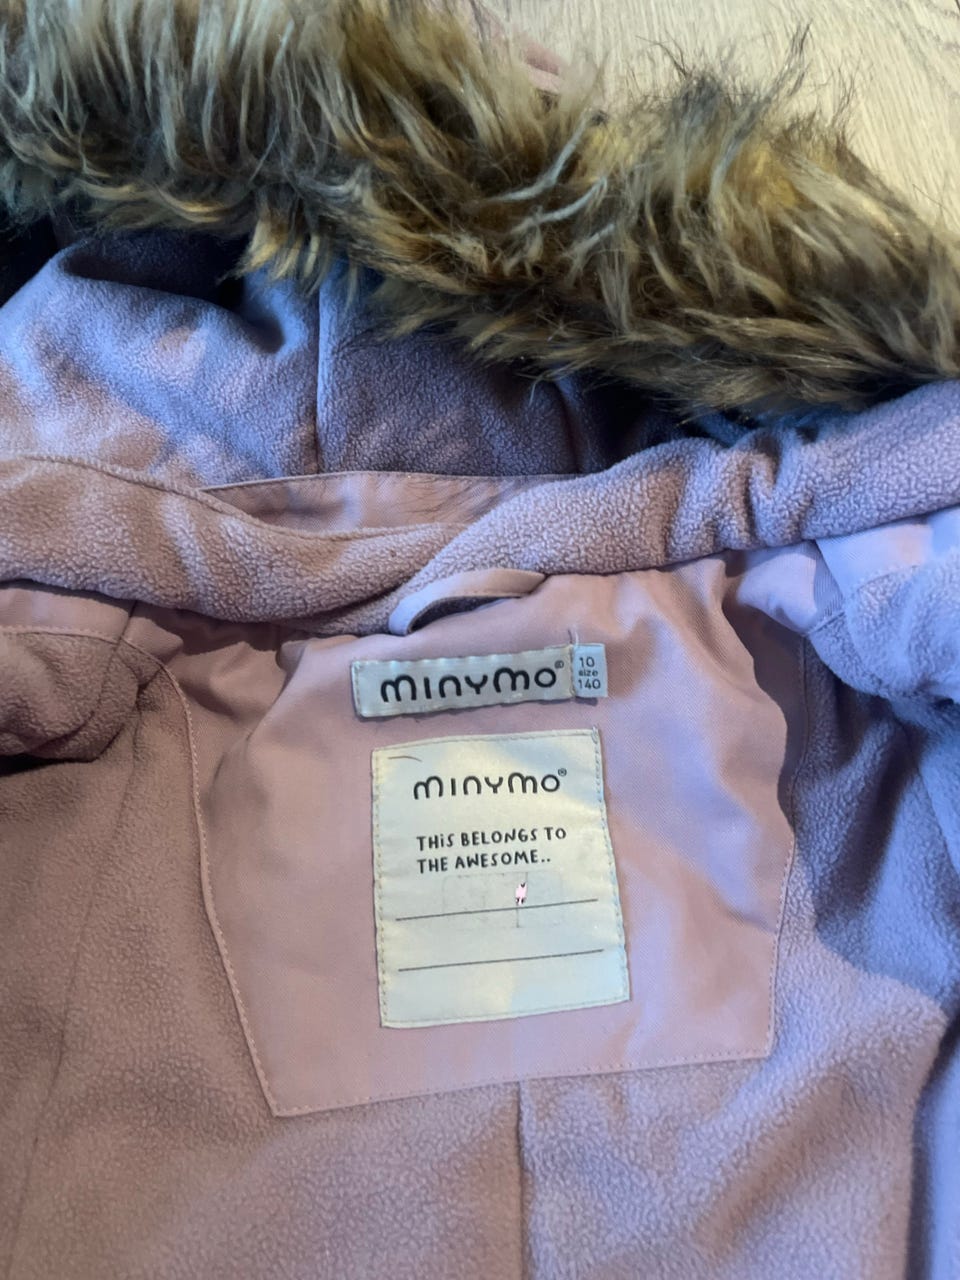 minymo®
10
size
140
minymo®
THiS BELONGS TO
THE AWESOME..